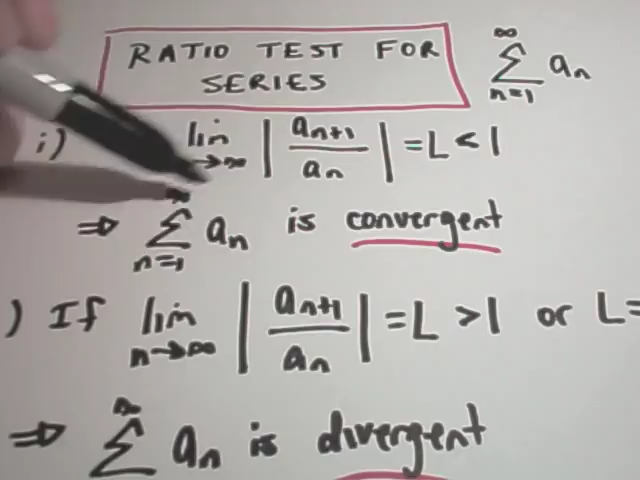 RATIO TEST FOR
SERIES
∞ ∑ n=1 aₙ
i) lim →∞ | aₙ₊₁ / aₙ | = L < 1
⇒ ∞ ∑ n=1 aₙ is convergent
) If lim n→∞ | aₙ₊₁ / aₙ | = L > 1 or L=
⇒ ∞ ∑ aₙ is divergent